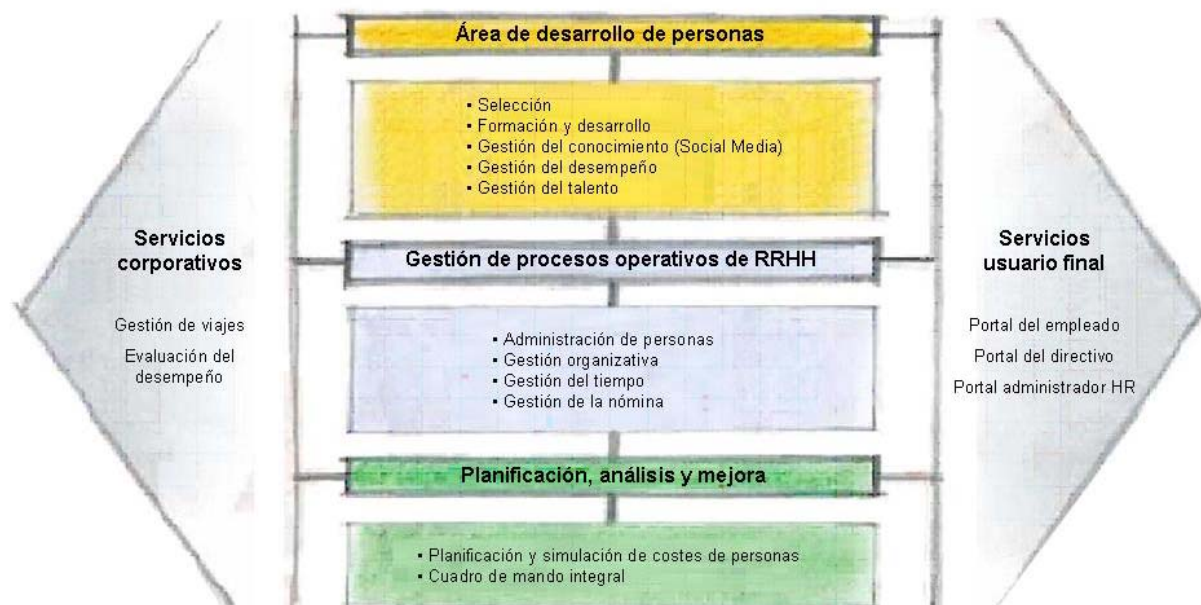 Área de desarrollo de personas
▪ Selección
▪ Formación y desarrollo
▪ Gestión del conocimiento (Social Media)
▪ Gestión del desempeño
▪ Gestión del talento
Servicios
corporativos
Gestión de viajes
Evaluación del
desempeño
Gestión de procesos operativos de RRHH
▪ Administración de personas
▪ Gestión organizativa
▪ Gestión del tiempo
▪ Gestión de la nómina
Servicios
usuario final
Portal del empleado
Portal del directivo
Portal administrador HR
Planificación, análisis y mejora
▪ Planificación y simulación de costes de personas
▪ Cuadro de mando integral